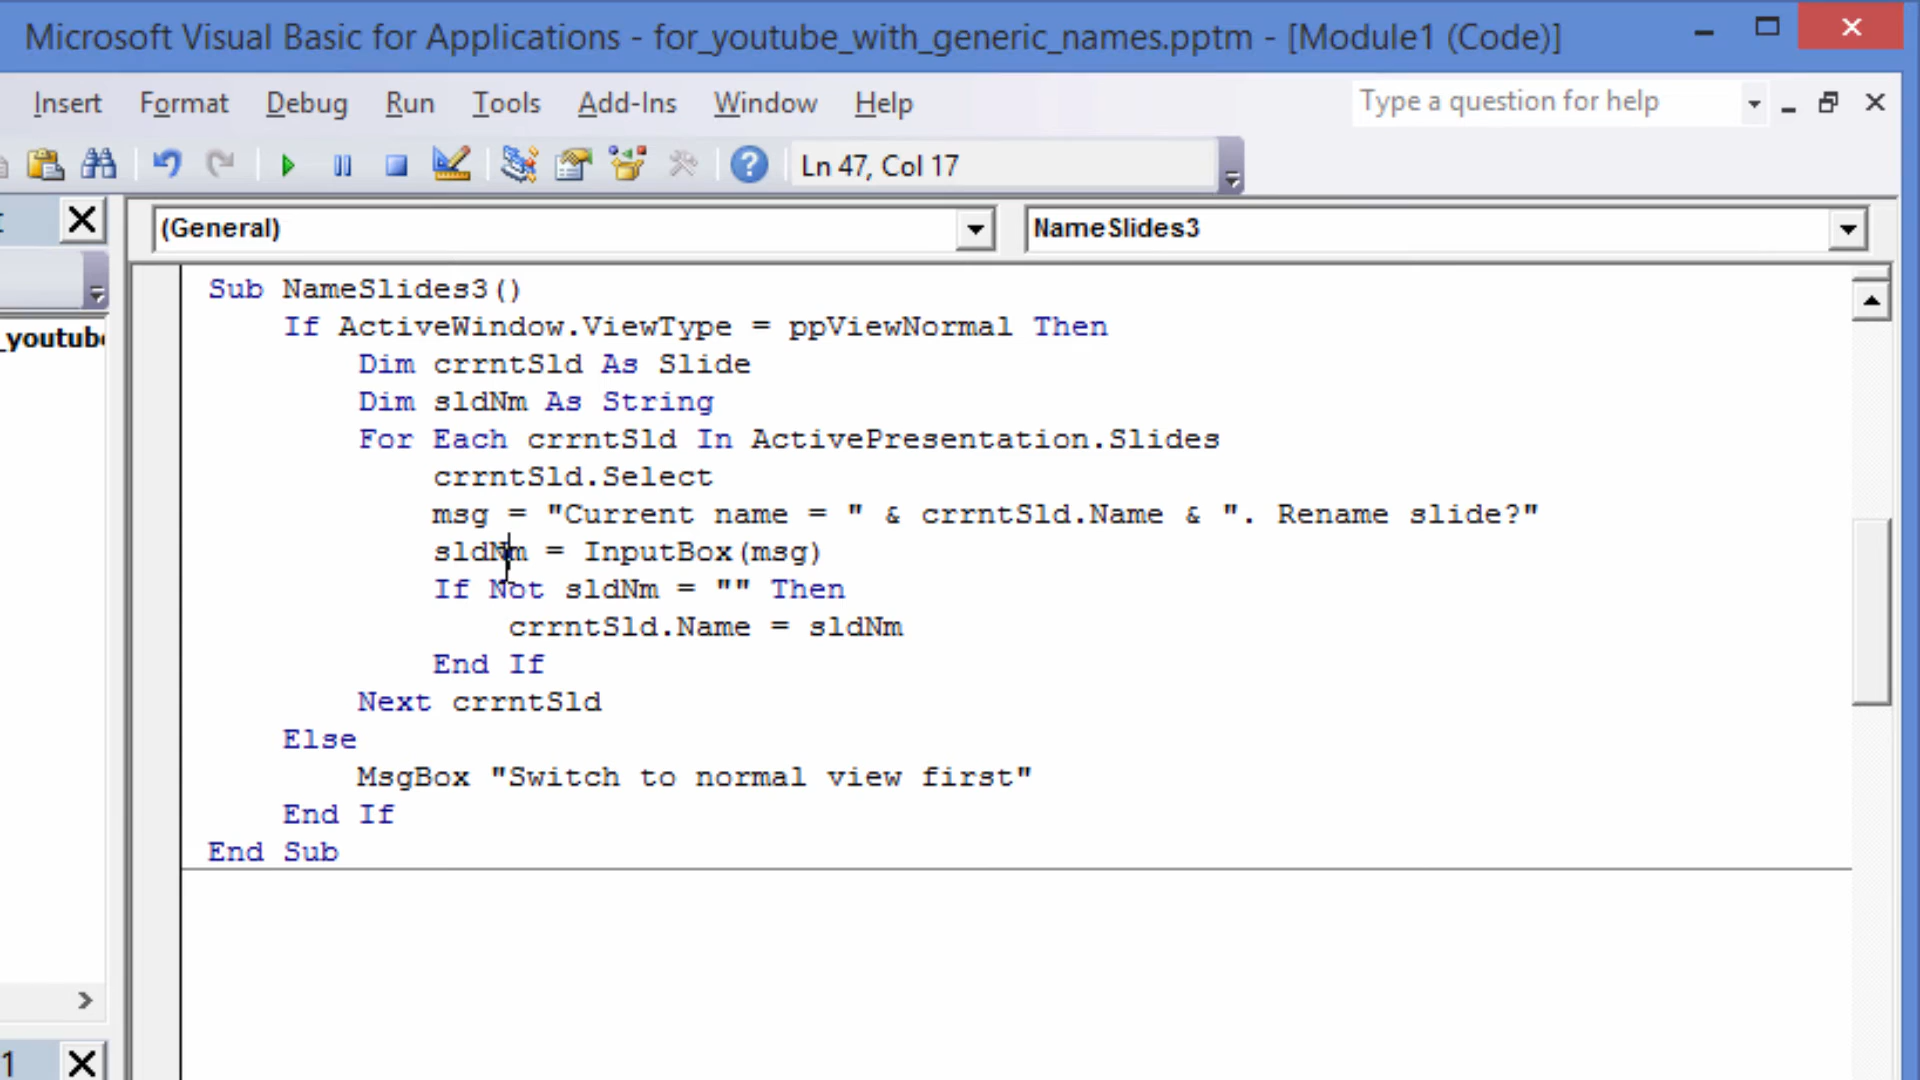 Microsoft Visual Basic for Applications - for_youtube_with_generic_names.pptm - [Module1 (Code)]
Insert Format Debug Run Tools Add-Ins Window Help Type a question for help
Ln 47, Col 17
(General) NameSlides3
_youtub
Sub NameSlides3()
If ActiveWindow.ViewType = ppViewNormal Then
Dim crrntSld As Slide
Dim sldNm As String
For Each crrntSld In ActivePresentation.Slides
crrntSld.Select
msg = "Current name = " & crrntSld.Name & ". Rename slide?"
sldNm = InputBox(msg)
If Not sldNm = "" Then
crrntSld.Name = sldNm
End If
Next crrntSld
Else
MsgBox "Switch to normal view first"
End If
End Sub
1